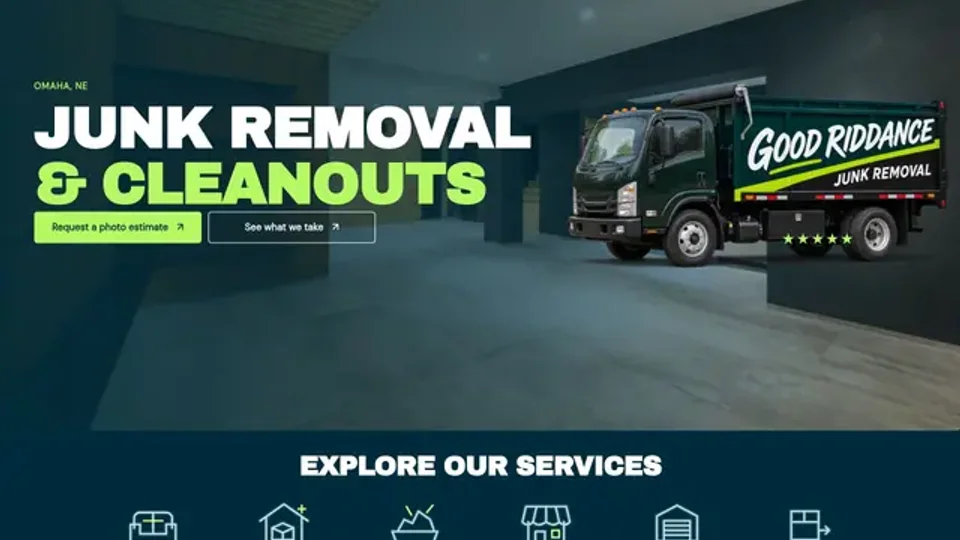 OMAHA, NE
JUNK REMOVAL
& CLEANOUTS
Request a photo estimate
See what we take
GOOD RIDDANCE
JUNK REMOVAL
EXPLORE OUR SERVICES